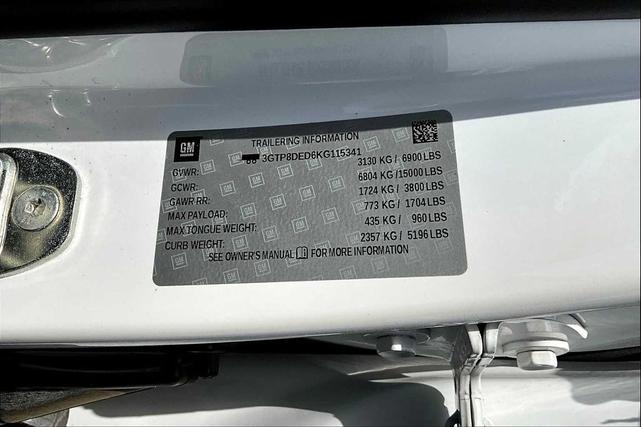 GM
TRAILERING INFORMATION
3GTP8DED6KG115341
GVWR: 3130 KG / 6900 LBS
GCWR: 6804 KG /15000 LBS
GAWR RR: 1724 KG / 3800 LBS
MAX PAYLOAD: 773 KG / 1704 LBS
MAX TONGUE WEIGHT: 435 KG / 960 LBS
CURB WEIGHT: 2357 KG / 5196 LBS
SEE OWNER'S MANUAL FOR MORE INFORMATION